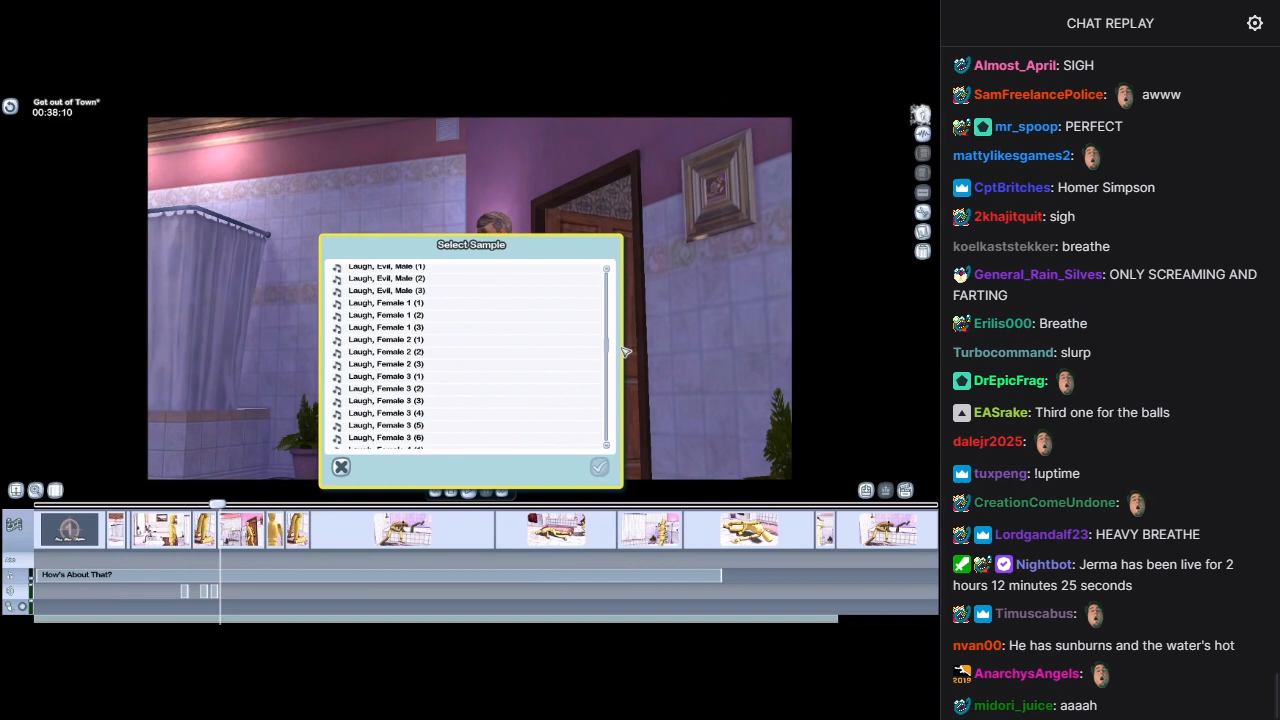 Get out of Town*
00:38:10
Select Sample
Laugh, Evil, Male (1)
Laugh, Evil, Male (2)
Laugh, Evil, Male (3)
Laugh, Female 1 (1)
Laugh, Female 1 (2)
Laugh, Female 1 (3)
Laugh, Female 2 (1)
Laugh, Female 2 (2)
Laugh, Female 2 (3)
Laugh, Female 3 (1)
Laugh, Female 3 (2)
Laugh, Female 3 (3)
Laugh, Female 3 (4)
Laugh, Female 3 (5)
Laugh, Female 3 (6)
How's About That?
CHAT REPLAY
Almost_April: SIGH
SamFreelancePolice: awww
mr_spoop: PERFECT
mattylikesgames2:
CptBritches: Homer Simpson
2khajitquit: sigh
koelkaststekker: breathe
General_Rain_Silves: ONLY SCREAMING AND
FARTING
Erilis000: Breathe
Turbocommand: slurp
DrEpicFrag:
EASrake: Third one for the balls
dalejr2025:
tuxpeng: !uptime
CreationComeUndone:
Lordgandalf23: HEAVY BREATHE
Nightbot: Jerma has been live for 2
hours 12 minutes 25 seconds
Timuscabus:
nvan00: He has sunburns and the water's hot
2019 AnarchysAngels:
midori_juice: aaaah